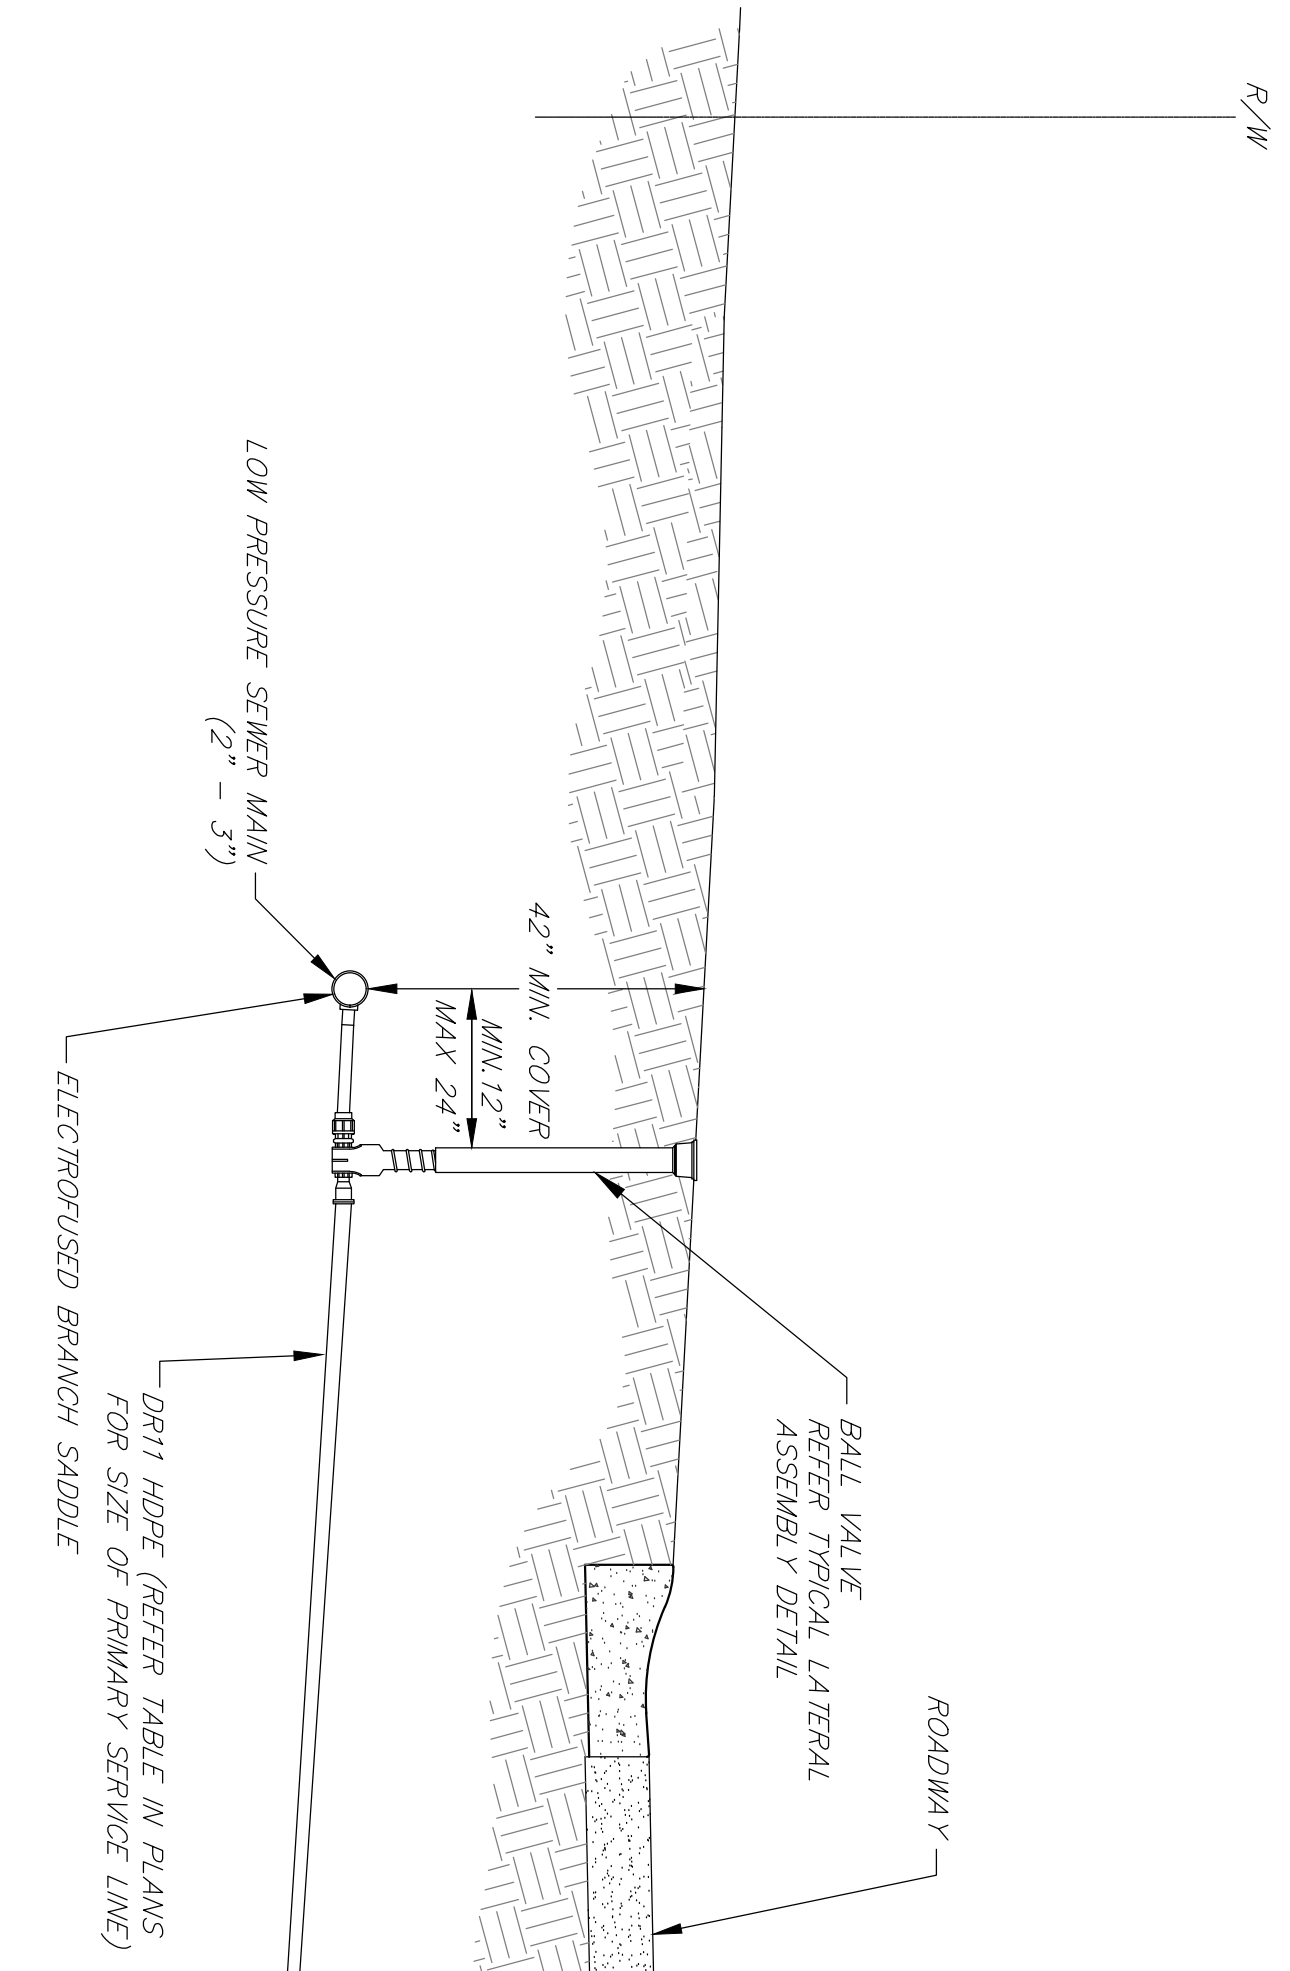 R/W
ROADWAY
BALL VALVE
REFER TYPICAL LATERAL
ASSEMBLY DETAIL
42" MIN. COVER
MIN.12"
MAX 24"
LOW PRESSURE SEWER MAIN
(2" - 3")
DR11 HDPE (REFER TABLE IN PLANS
FOR SIZE OF PRIMARY SERVICE LINE)
ELECTROFUSED BRANCH SADDLE